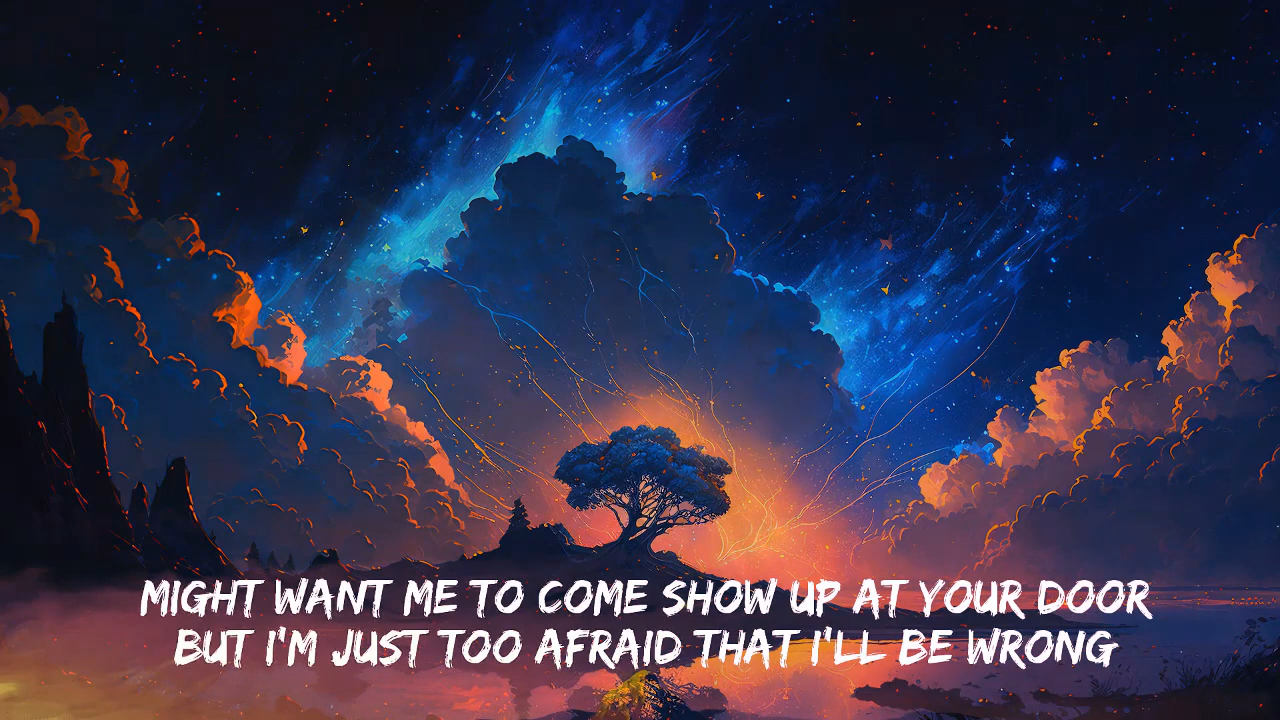 MIGHT WANT ME TO COME SHOW UP AT YOUR DOOR
BUT I'M JUST TOO AFRAID THAT I'LL BE WRONG